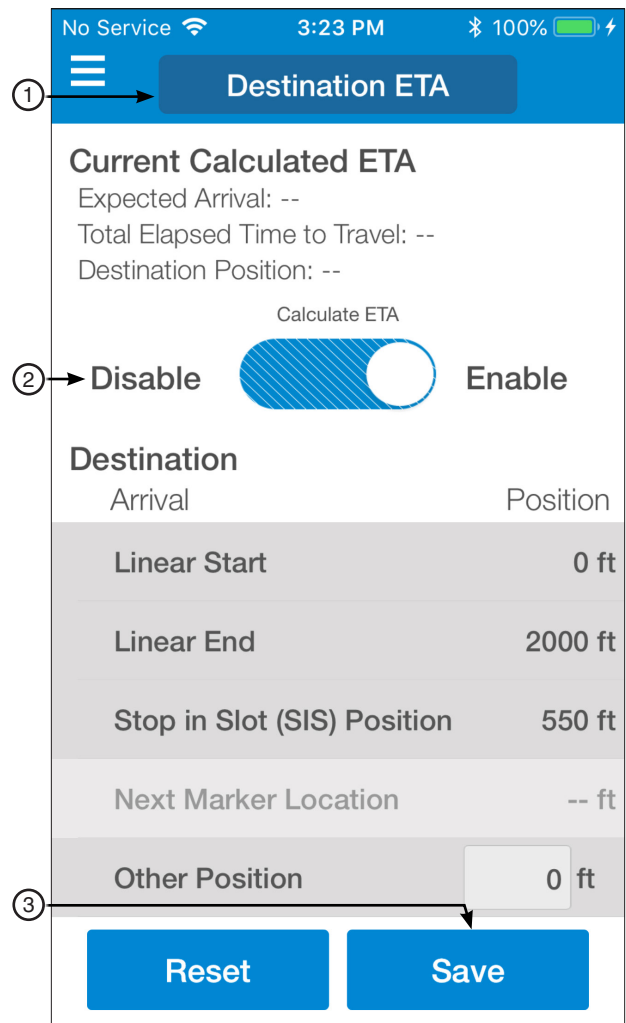 No Service 3:23 PM 100%
1
Destination ETA
Current Calculated ETA
Expected Arrival: --
Total Elapsed Time to Travel: --
Destination Position: --
Calculate ETA
2 Disable Enable
Destination
Arrival Position
Linear Start 0 ft
Linear End 2000 ft
Stop in Slot (SIS) Position 550 ft
Next Marker Location -- ft
Other Position 0 ft
3
Reset Save